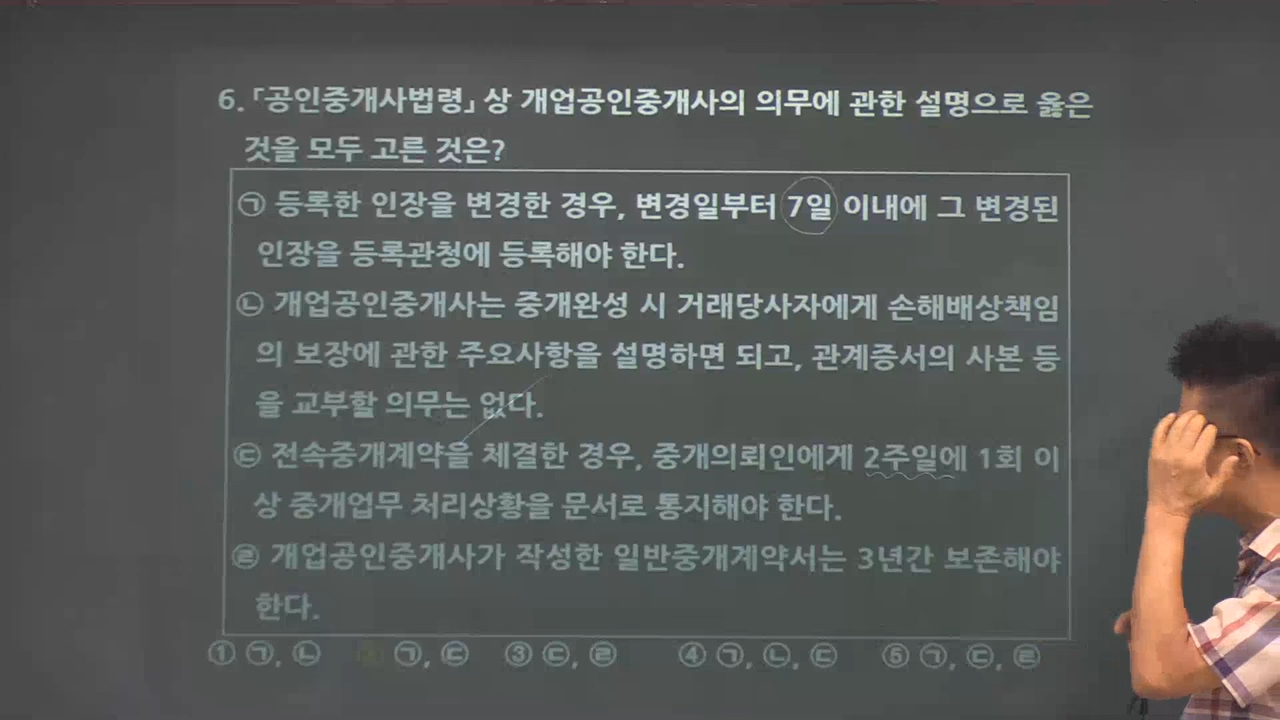 6. 「공인중개사법령」 상 개업공인중개사의 의무에 관한 설명으로 옳은
것을 모두 고른 것은?
㉠ 등록한 인장을 변경한 경우, 변경일부터 7일 이내에 그 변경된
인장을 등록관청에 등록해야 한다.
㉡ 개업공인중개사는 중개완성 시 거래당사자에게 손해배상책임
의 보장에 관한 주요사항을 설명하면 되고, 관계증서의 사본 등
을 교부할 의무는 없다.
㉢ 전속중개계약을 체결한 경우, 중개의뢰인에게 2주일에 1회 이
상 중개업무 처리상황을 문서로 통지해야 한다.
㉣ 개업공인중개사가 작성한 일반중개계약서는 3년간 보존해야
한다.
① ㉠, ㉡ ② ㉠, ㉢ ③ ㉢, ㉣ ④ ㉠, ㉡, ㉢ ⑤ ㉠, ㉢, ㉣